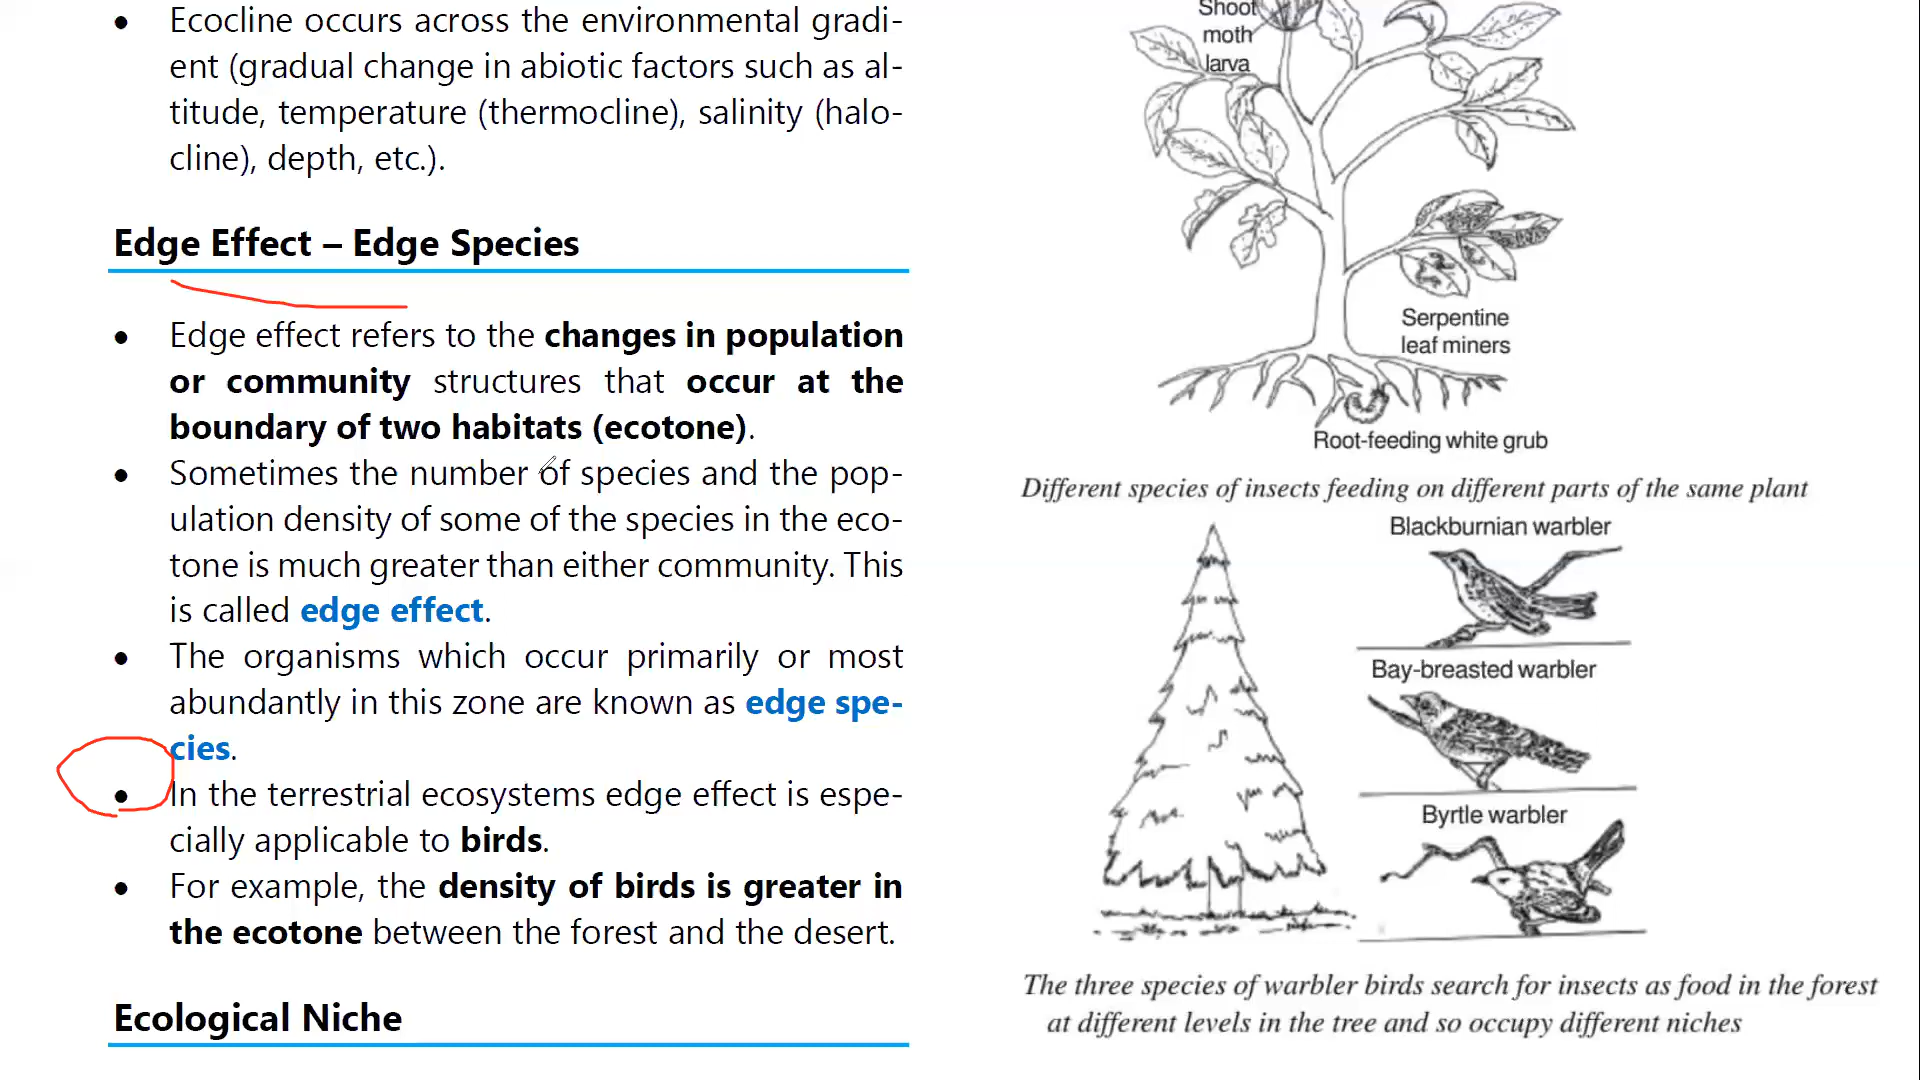 • Ecocline occurs across the environmental gradi-
ent (gradual change in abiotic factors such as al-
titude, temperature (thermocline), salinity (halo-
cline), depth, etc.).
Edge Effect – Edge Species
• Edge effect refers to the changes in population
or community structures that occur at the
boundary of two habitats (ecotone).
• Sometimes the number of species and the pop-
ulation density of some of the species in the eco-
tone is much greater than either community. This
is called edge effect.
• The organisms which occur primarily or most
abundantly in this zone are known as edge spe-
cies.
• In the terrestrial ecosystems edge effect is espe-
cially applicable to birds.
• For example, the density of birds is greater in
the ecotone between the forest and the desert.
Ecological Niche
Shoot
moth
larva
Serpentine
leaf miners
Root-feeding white grub
Different species of insects feeding on different parts of the same plant
Blackburnian warbler
Bay-breasted warbler
Byrtle warbler
The three species of warbler birds search for insects as food in the forest
at different levels in the tree and so occupy different niches